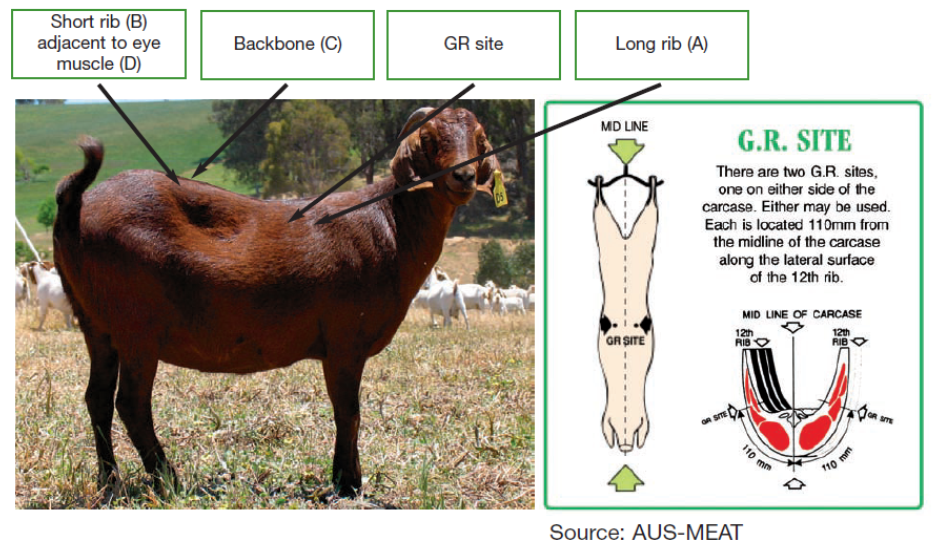 Short rib (B)
adjacent to eye
muscle (D)
Backbone (C)
GR site
Long rib (A)
MID LINE
GR SITE
G.R. SITE
There are two G.R. sites,
one on either side of the
carcase. Either may be used.
Each is located 110mm from
the midline of the carcase
along the lateral surface
of the 12th rib.
MID LINE OF CARCASE
12th
RIB
12th
RIB
GR SITE
GR SITE
110 mm
110 mm
Source: AUS-MEAT